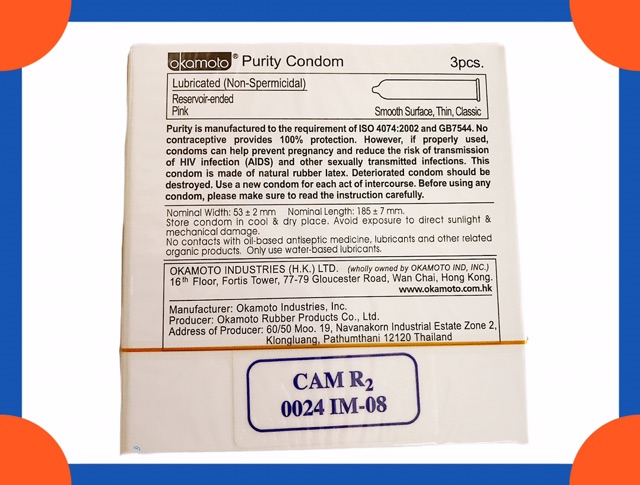 okamoto® Purity Condom 3pcs.
Lubricated (Non-Spermicidal)
Reservoir-ended
Pink Smooth Surface, Thin, Classic
Purity is manufactured to the requirement of ISO 4074:2002 and GB7544. No
contraceptive provides 100% protection. However, if properly used,
condoms can help prevent pregnancy and reduce the risk of transmission
of HIV infection (AIDS) and other sexually transmitted infections. This
condom is made of natural rubber latex. Deteriorated condom should be
destroyed. Use a new condom for each act of intercourse. Before using any
condom, please make sure to read the instruction carefully.
Nominal Width: 53 ± 2 mm Nominal Length: 185 ± 7 mm.
Store condom in cool & dry place. Avoid exposure to direct sunlight &
mechanical damage.
No contacts with oil-based antiseptic medicine, lubricants and other related
organic products. Only use water-based lubricants.
OKAMOTO INDUSTRIES (H.K.) LTD. (wholly owned by OKAMOTO IND, INC.)
16th Floor, Fortis Tower, 77-79 Gloucester Road, Wan Chai, Hong Kong.
www.okamoto.com.hk
Manufacturer: Okamoto Industries, Inc.
Producer: Okamoto Rubber Products Co., Ltd.
Address of Producer: 60/50 Moo. 19, Navanakorn Industrial Estate Zone 2,
Klongluang, Pathumthani 12120 Thailand
CAM R2
0024 IM-08